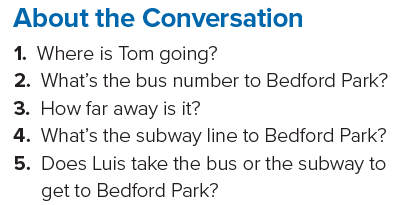 About the Conversation
1. Where is Tom going?
2. What's the bus number to Bedford Park?
3. How far away is it?
4. What's the subway line to Bedford Park?
5. Does Luis take the bus or the subway to
get to Bedford Park?